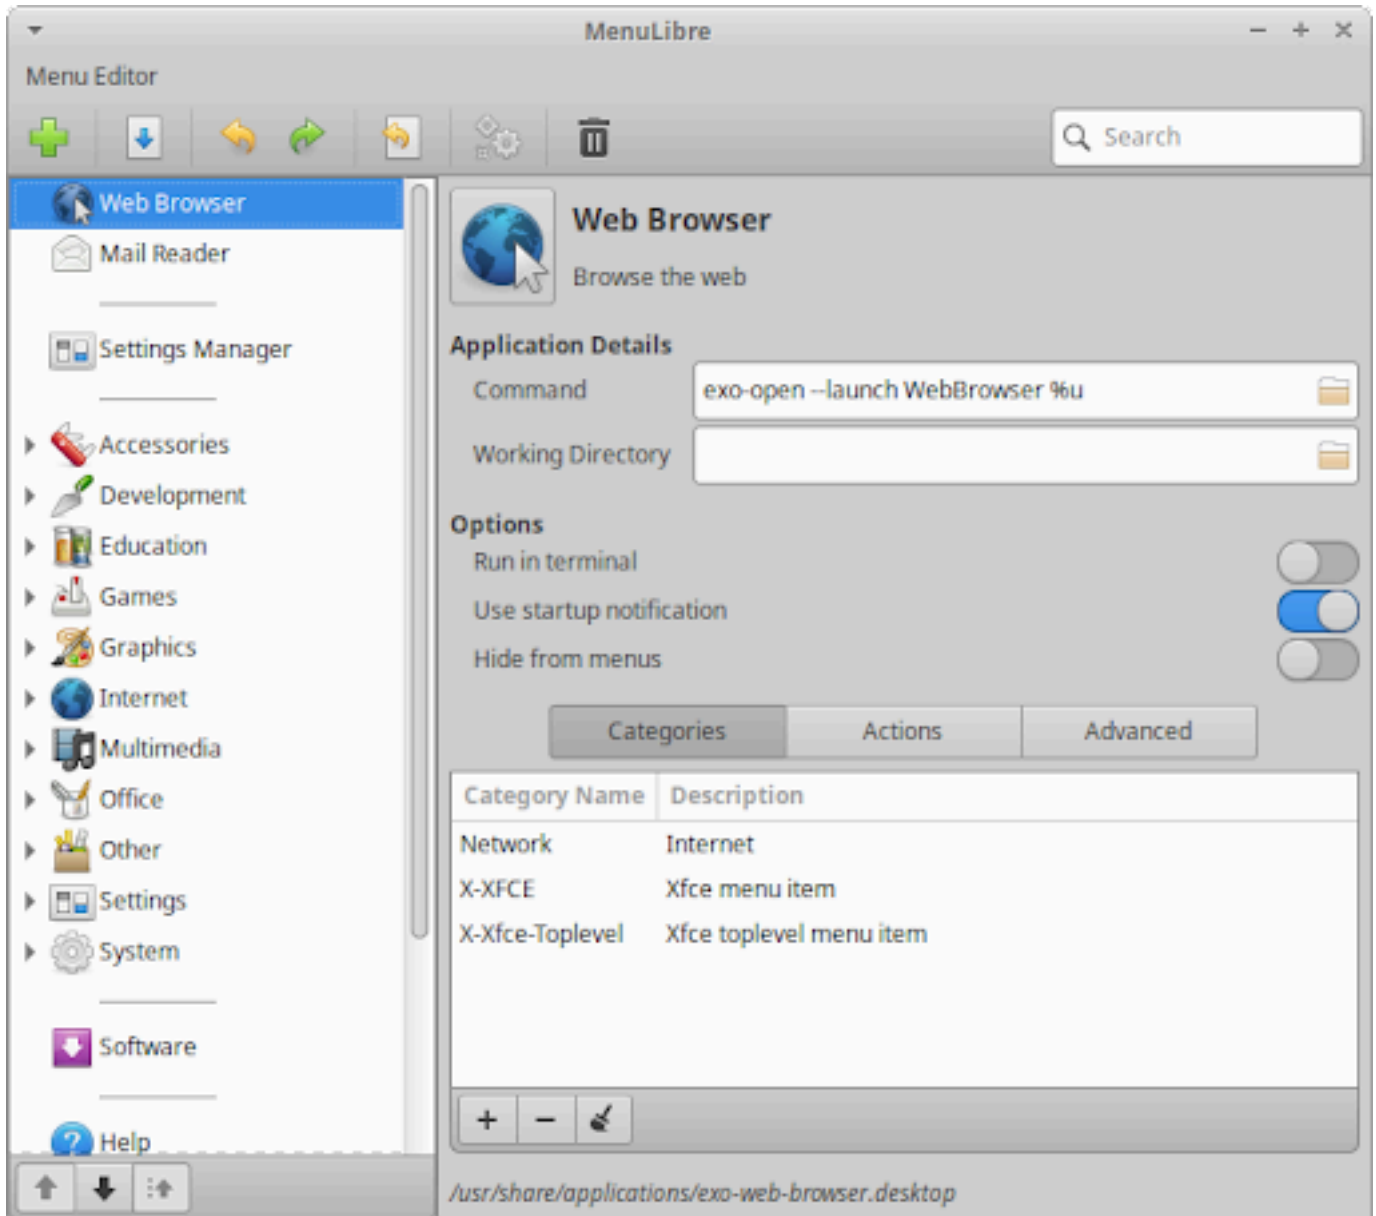 MenuLibre
Menu Editor
Search
Web Browser
Mail Reader
Settings Manager
Accessories
Development
Education
Games
Graphics
Internet
Multimedia
Office
Other
Settings
System
Software
Help
Web Browser
Browse the web
Application Details
Command exo-open --launch WebBrowser %u
Working Directory
Options
Run in terminal
Use startup notification
Hide from menus
Categories Actions Advanced
Category Name Description
Network Internet
X-XFCE Xfce menu item
X-Xfce-Toplevel Xfce toplevel menu item
/usr/share/applications/exo-web-browser.desktop